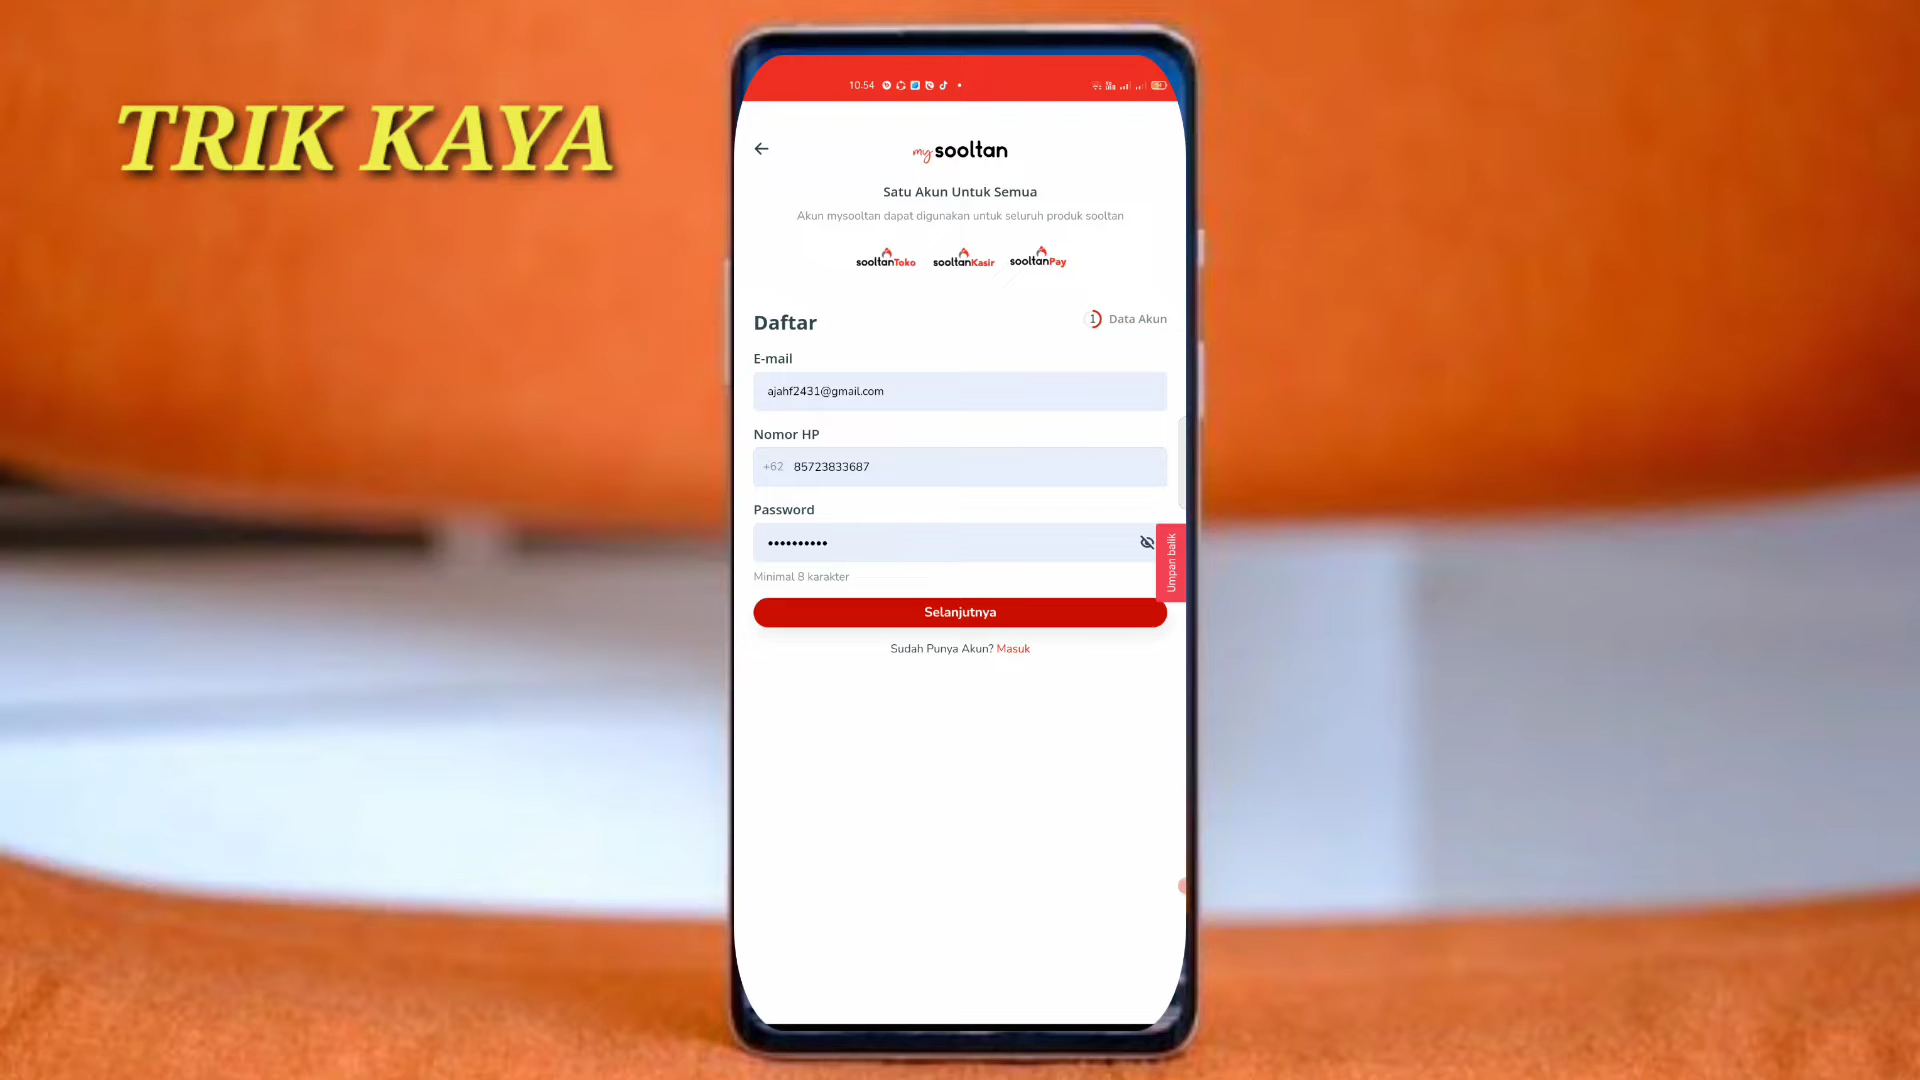 TRIK KAYA
10.54
my sooltan
Satu Akun Untuk Semua
Akun mysooltan dapat digunakan untuk seluruh produk sooltan
sooltanToko sooltanKasir sooltanPay
Daftar
1 Data Akun
E-mail
ajahf2431@gmail.com
Nomor HP
+62 85723833687
Password
••••••••••
Umpan balik
Minimal 8 karakter
Selanjutnya
Sudah Punya Akun? Masuk